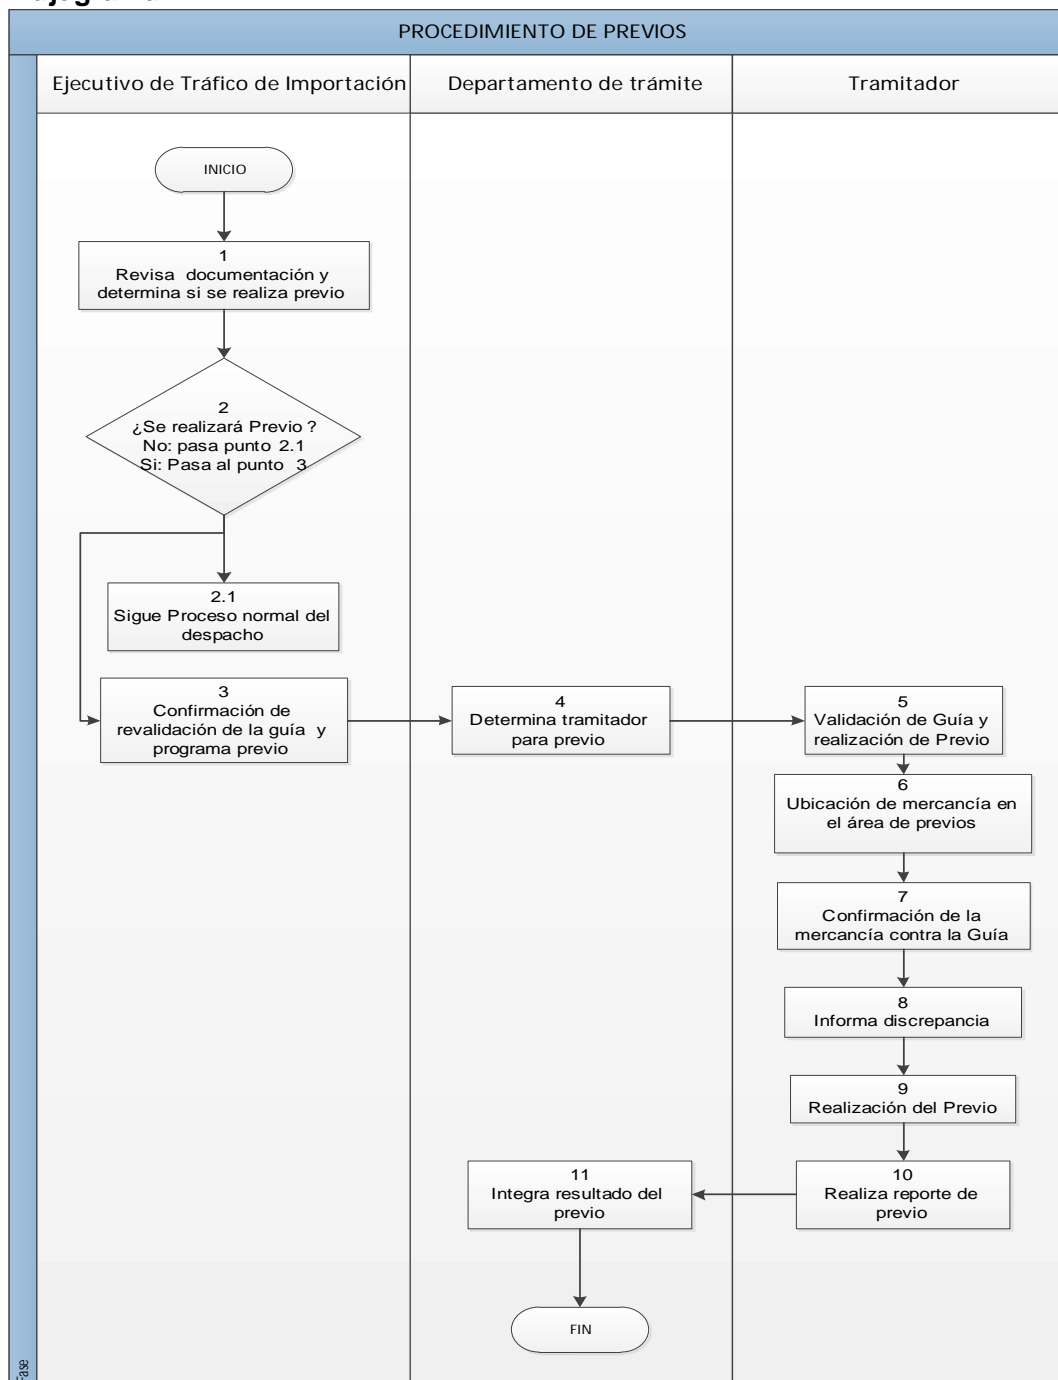 PROCEDIMIENTO DE PREVIOS
Ejecutivo de Tráfico de Importación
Departamento de trámite
Tramitador
INICIO
1
Revisa documentación y
determina si se realiza previo
2
¿Se realizará Previo ?
No: pasa punto 2.1
Si: Pasa al punto 3
2.1
Sigue Proceso normal del
despacho
3
Confirmación de
revalidación de la guía y
programa previo
4
Determina tramitador
para previo
5
Validación de Guía y
realización de Previo
6
Ubicación de mercancía en
el área de previos
7
Confirmación de la
mercancía contra la Guía
8
Informa discrepancia
9
Realización del Previo
10
Realiza reporte de
previo
11
Integra resultado del
previo
FIN
Fase